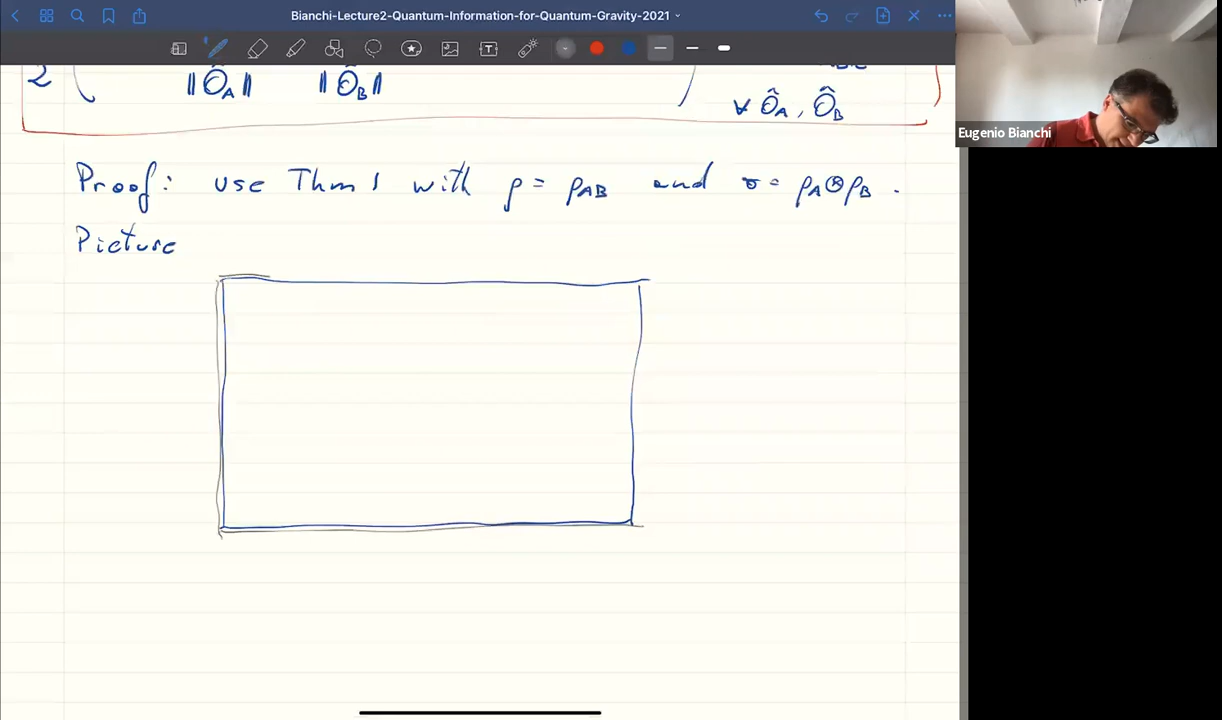 Bianchi-Lecture2-Quantum-Information-for-Quantum-Gravity-2021
Eugenio Bianchi
2
‖Ô_A‖ ‖Ô_B‖
∀ Ô_A, Ô_B
Proof: use Thm 1 with ρ = ρ_AB and σ = ρ_A⊗ρ_B.
Picture